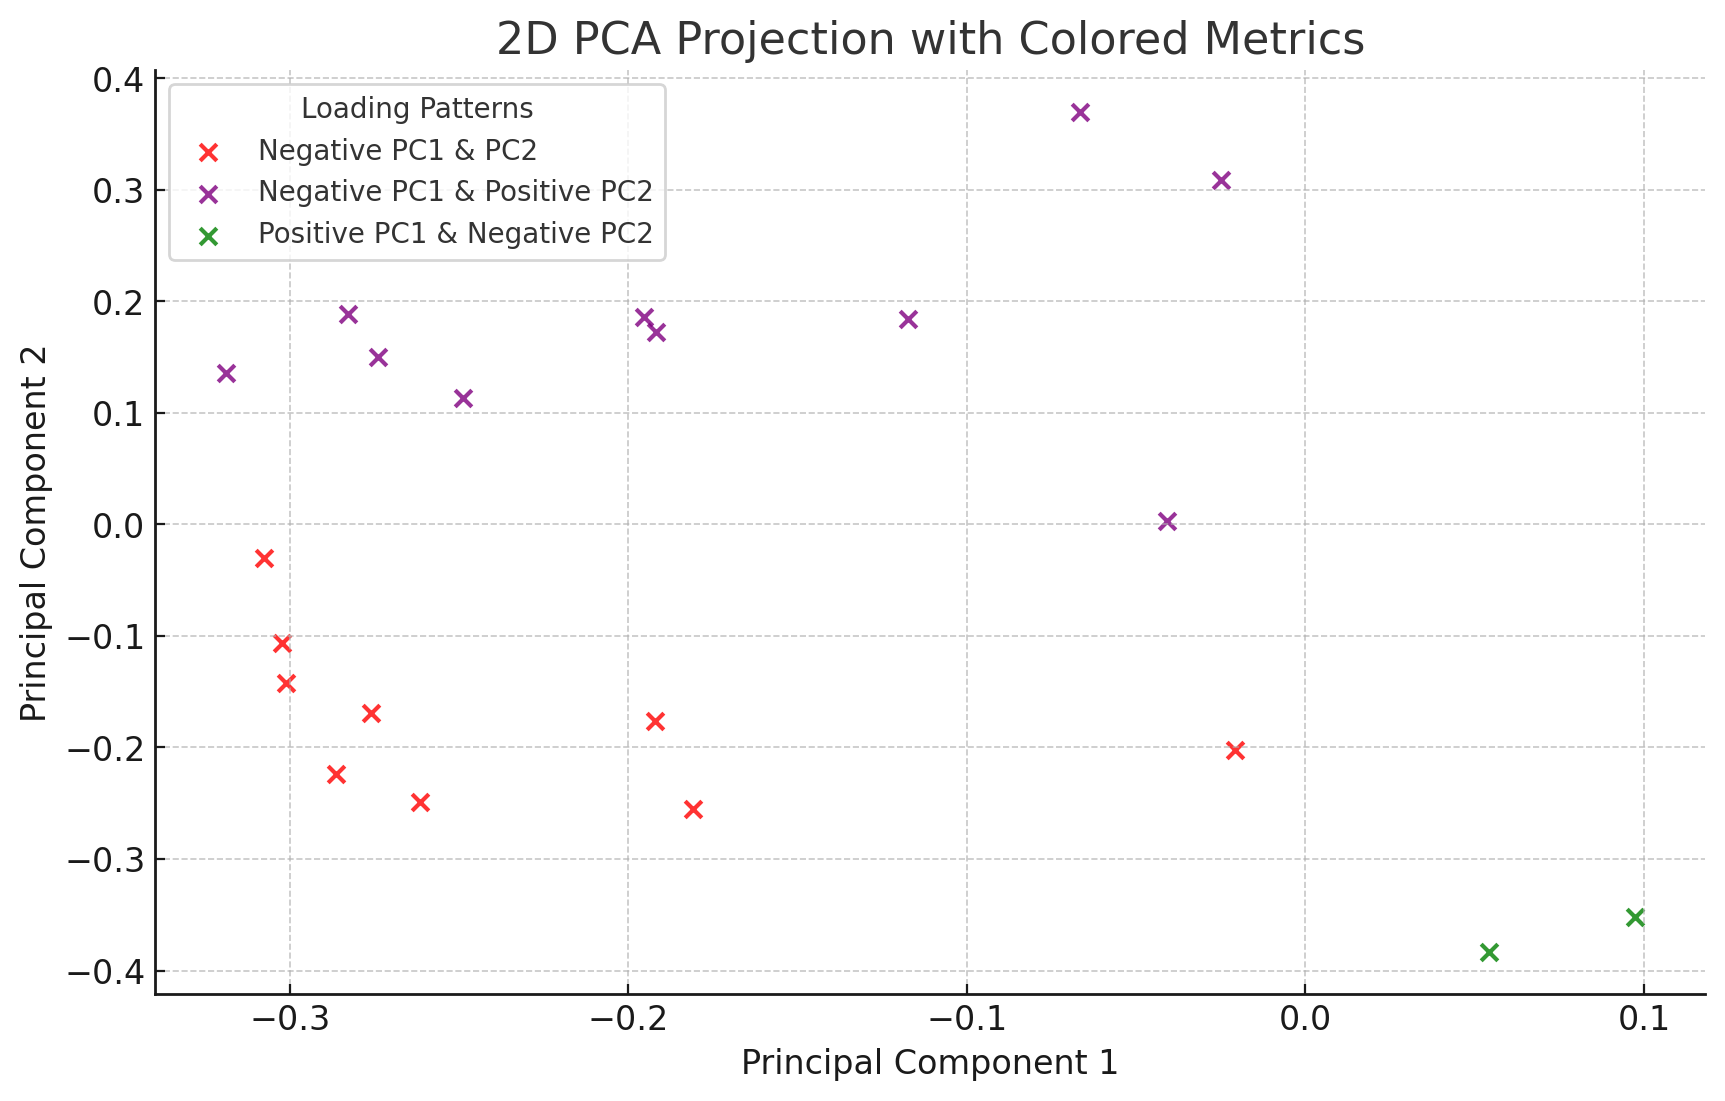 2D PCA Projection with Colored Metrics
Loading Patterns
Negative PC1 & PC2
Negative PC1 & Positive PC2
Positive PC1 & Negative PC2
Principal Component 2
0.4
0.3
0.2
0.1
0.0
−0.1
−0.2
−0.3
−0.4
−0.3
−0.2
−0.1
0.0
0.1
Principal Component 1